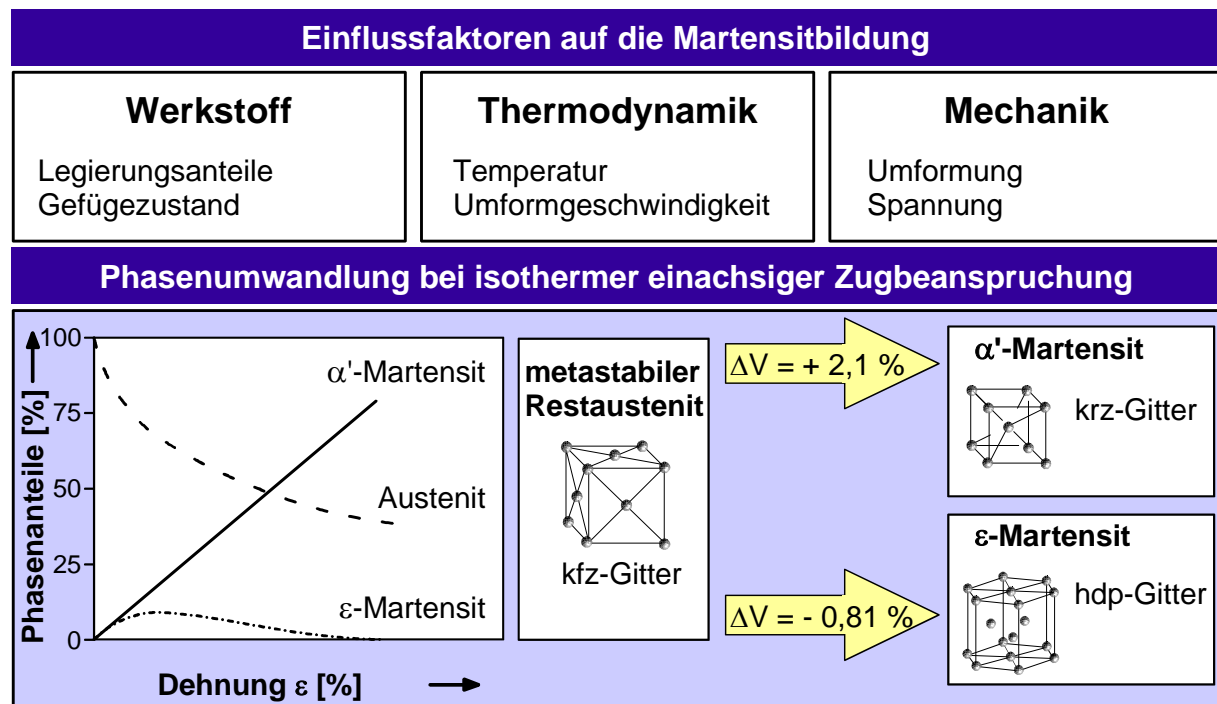 Einflussfaktoren auf die Martensitbildung
Werkstoff
Legierungsanteile
Gefügezustand
Thermodynamik
Temperatur
Umformgeschwindigkeit
Mechanik
Umformung
Spannung
Phasenumwandlung bei isothermer einachsiger Zugbeanspruchung
Phasenanteile [%]
100
75
50
25
0
α'-Martensit
Austenit
ε-Martensit
Dehnung ε [%]
metastabiler
Restaustenit
kfz-Gitter
ΔV = + 2,1 %
ΔV = - 0,81 %
α'-Martensit
krz-Gitter
ε-Martensit
hdp-Gitter